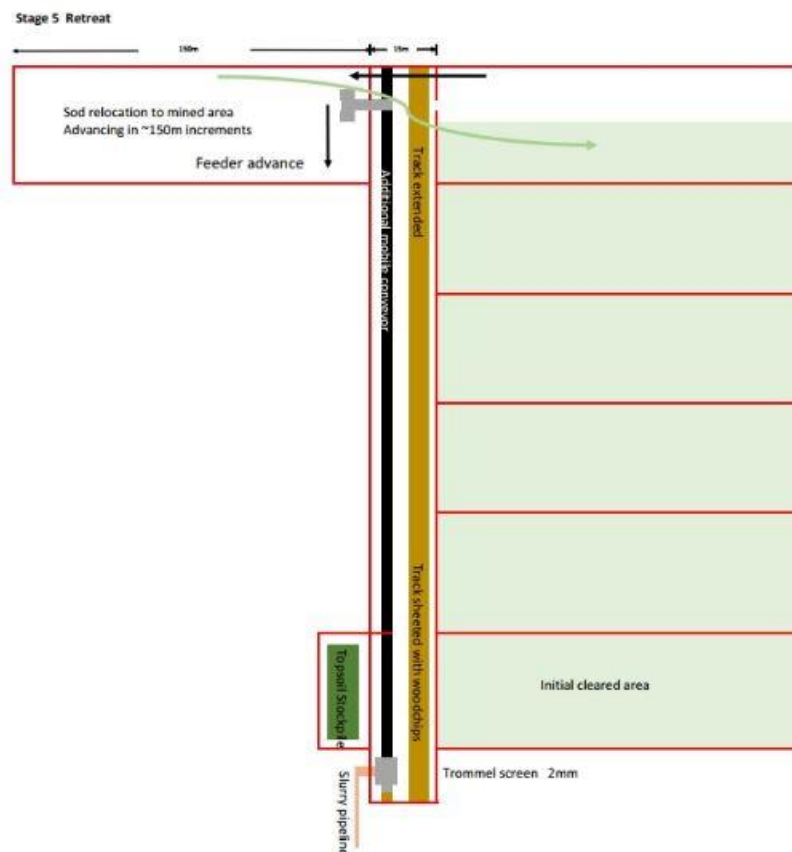 Stage 5 Retreat
150m
15m
Sod relocation to mined area
Advancing in ~150m increments
Feeder advance
Additional mobile conveyor
Track extended
Track sheeted with woodchips
Topsoil Stockpile
Initial cleared area
Trommel screen 2mm
Slurry pipeline